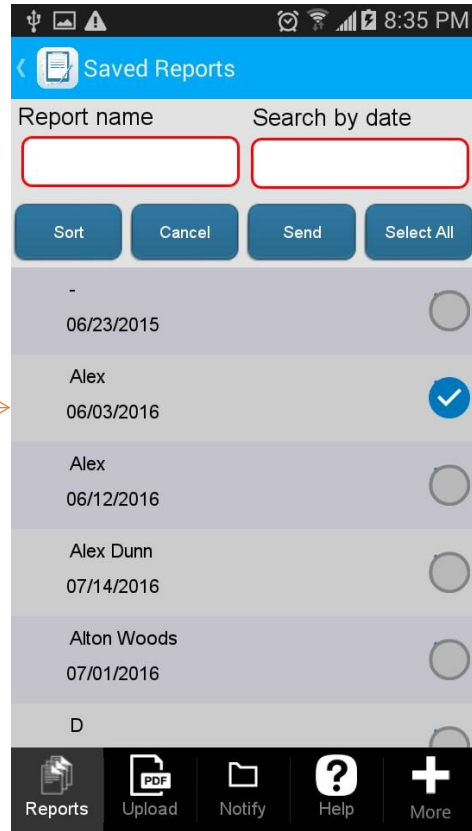 8:35 PM
Saved Reports
Report name Search by date
Sort Cancel Send Select All
-
06/23/2015
Alex
06/03/2016
Alex
06/12/2016
Alex Dunn
07/14/2016
Alton Woods
07/01/2016
D
PDF
?
Reports Upload Notify Help More